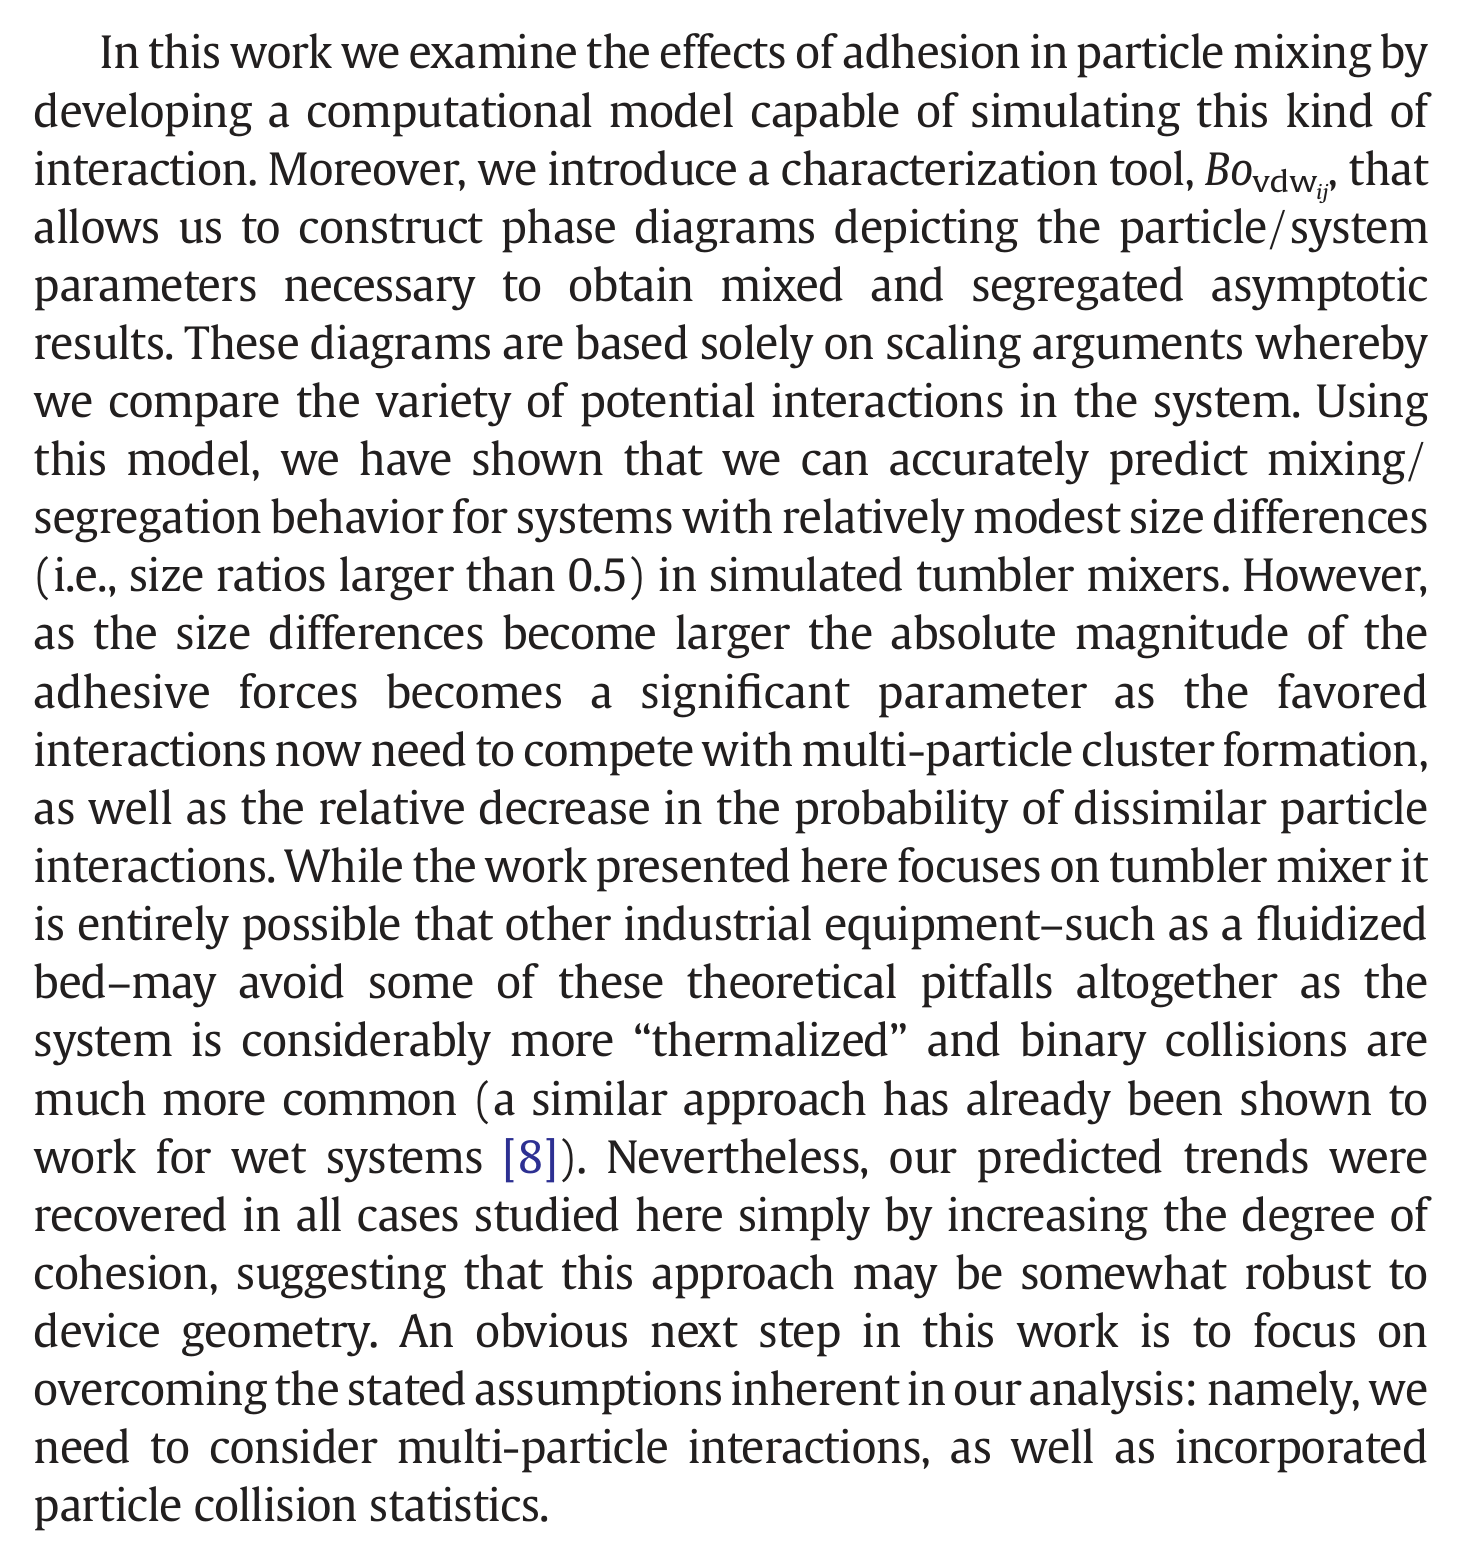 In this work we examine the effects of adhesion in particle mixing by
developing a computational model capable of simulating this kind of
interaction. Moreover, we introduce a characterization tool, Bo_vdw_ij, that
allows us to construct phase diagrams depicting the particle/system
parameters necessary to obtain mixed and segregated asymptotic
results. These diagrams are based solely on scaling arguments whereby
we compare the variety of potential interactions in the system. Using
this model, we have shown that we can accurately predict mixing/
segregation behavior for systems with relatively modest size differences
(i.e., size ratios larger than 0.5) in simulated tumbler mixers. However,
as the size differences become larger the absolute magnitude of the
adhesive forces becomes a significant parameter as the favored
interactions now need to compete with multi-particle cluster formation,
as well as the relative decrease in the probability of dissimilar particle
interactions. While the work presented here focuses on tumbler mixer it
is entirely possible that other industrial equipment–such as a fluidized
bed–may avoid some of these theoretical pitfalls altogether as the
system is considerably more “thermalized” and binary collisions are
much more common (a similar approach has already been shown to
work for wet systems [8]). Nevertheless, our predicted trends were
recovered in all cases studied here simply by increasing the degree of
cohesion, suggesting that this approach may be somewhat robust to
device geometry. An obvious next step in this work is to focus on
overcoming the stated assumptions inherent in our analysis: namely, we
need to consider multi-particle interactions, as well as incorporated
particle collision statistics.